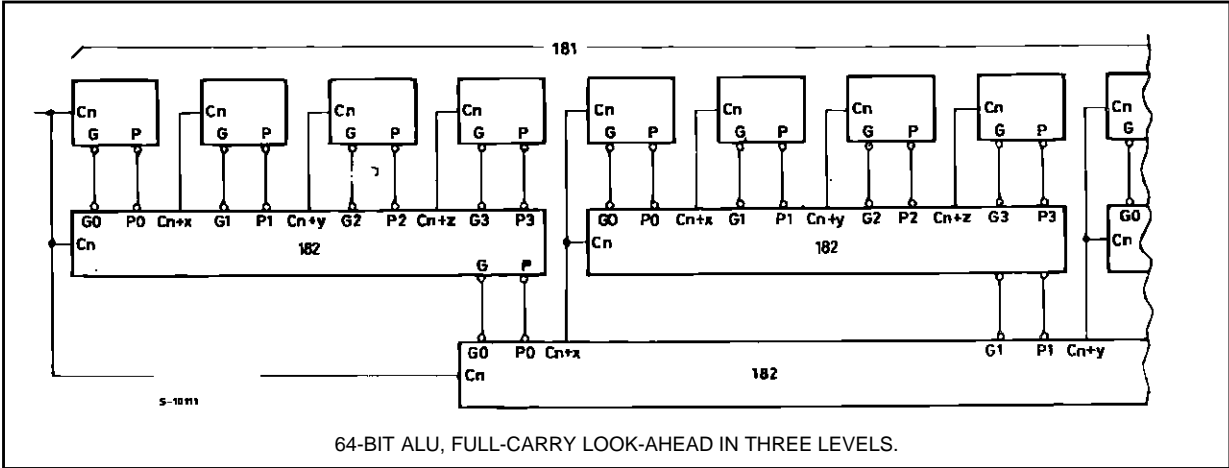 181
Cn Cn Cn Cn Cn Cn Cn Cn Cn
G P G P G P G P G P G P G P G P G
G0 P0 Cn+x G1 P1 Cn+y G2 P2 Cn+z G3 P3 G0 P0 Cn+x G1 P1 Cn+y G2 P2 Cn+z G3 P3 G0
Cn 182 Cn 182 Cn
G P
G0 P0 Cn+x G1 P1 Cn+y
Cn 182
S-10111
64-BIT ALU, FULL-CARRY LOOK-AHEAD IN THREE LEVELS.